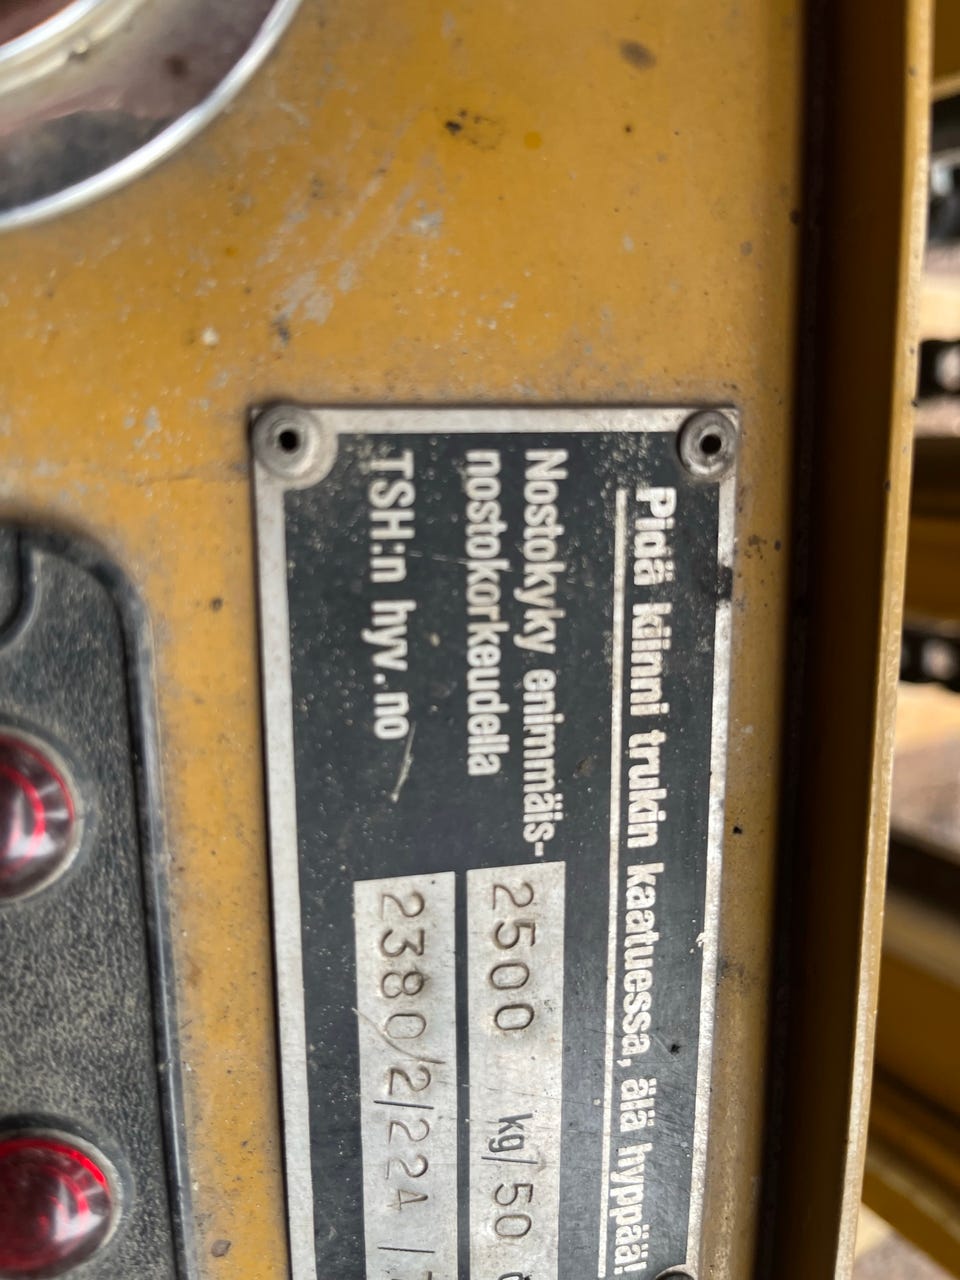 Pidä kiinni trukin kaatuessa, älä hyppää!
Nostokyky enimmäis-
nostokorkeudella 2500 kg/50
TSH:n hyv.no 2380/2/224 /